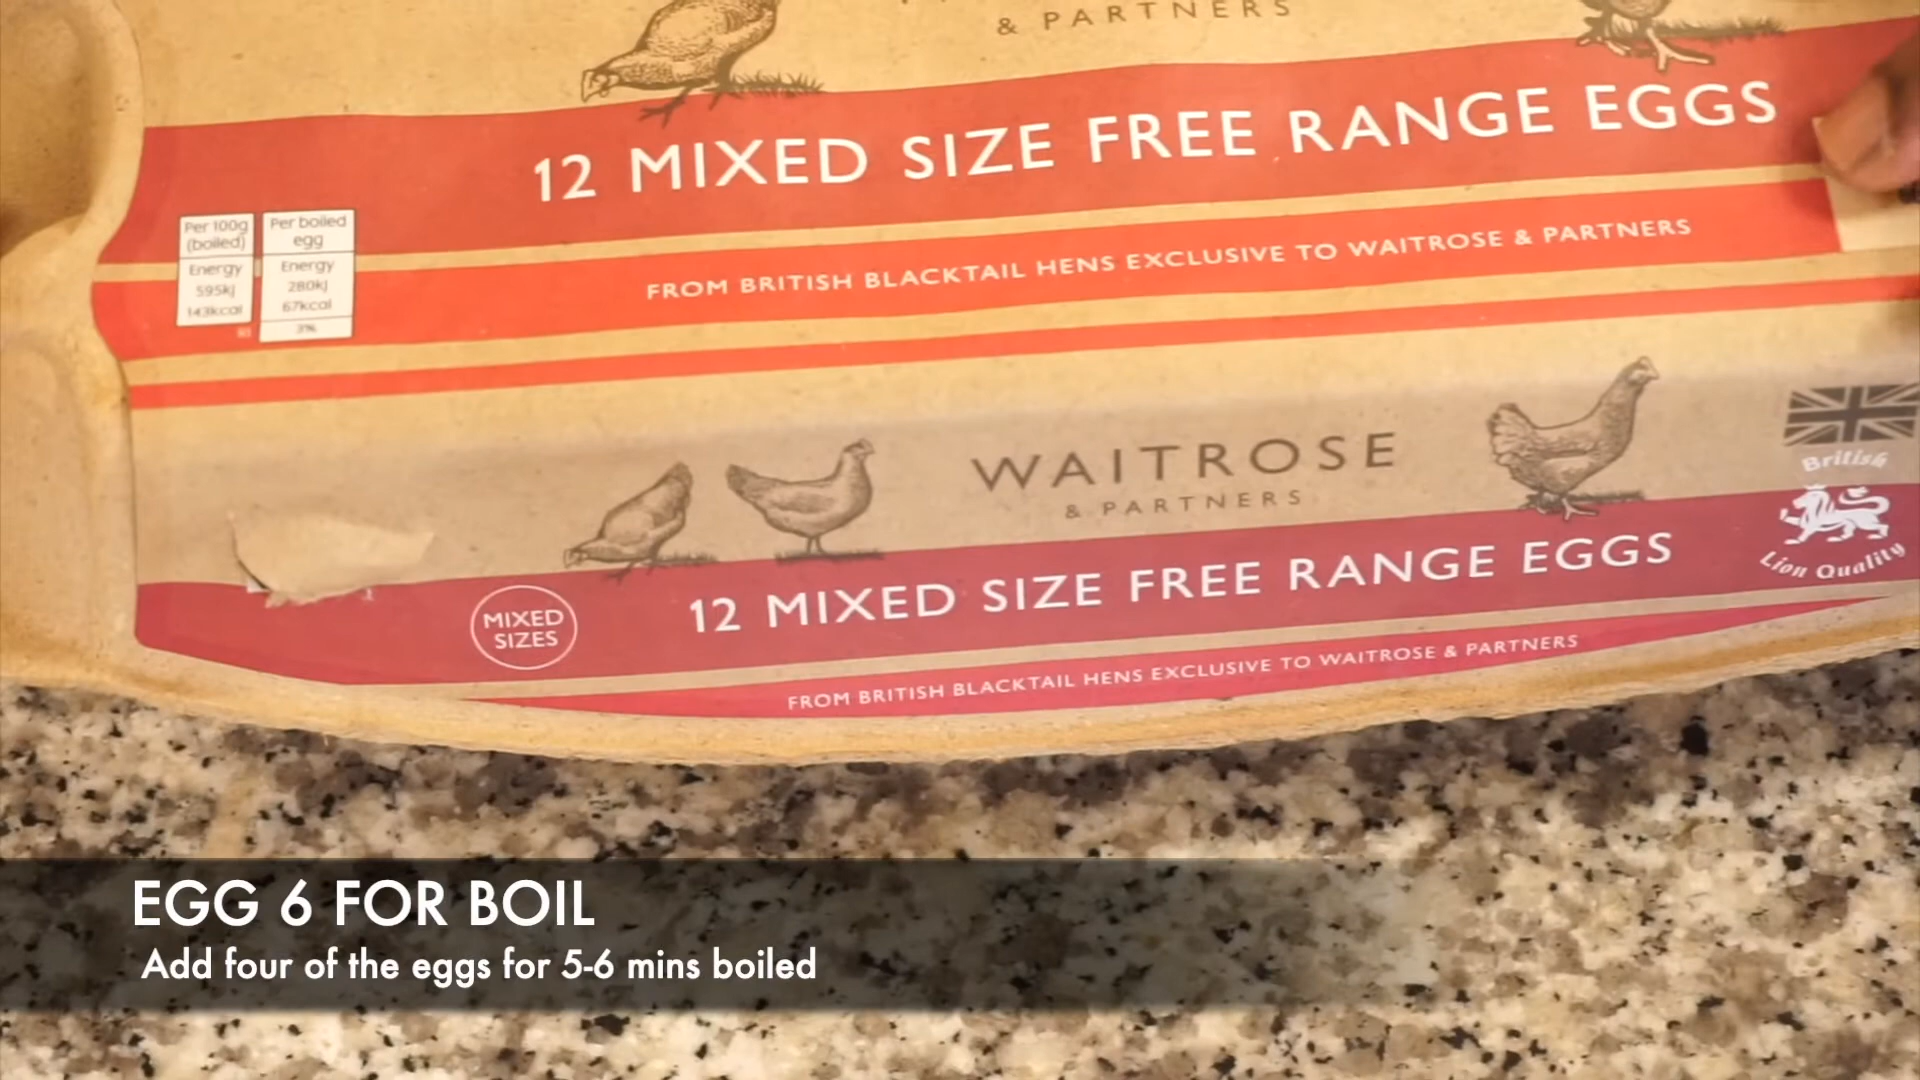 & PARTNERS
12 MIXED SIZE FREE RANGE EGGS
Per 100g
(boiled)
Energy
595kJ
143kcal
Per boiled
egg
Energy
280kJ
67kcal
3%
FROM BRITISH BLACKTAIL HENS EXCLUSIVE TO WAITROSE & PARTNERS
WAITROSE
& PARTNERS
British
Lion Quality
MIXED
SIZES
12 MIXED SIZE FREE RANGE EGGS
FROM BRITISH BLACKTAIL HENS EXCLUSIVE TO WAITROSE & PARTNERS
EGG 6 FOR BOIL
Add four of the eggs for 5-6 mins boiled